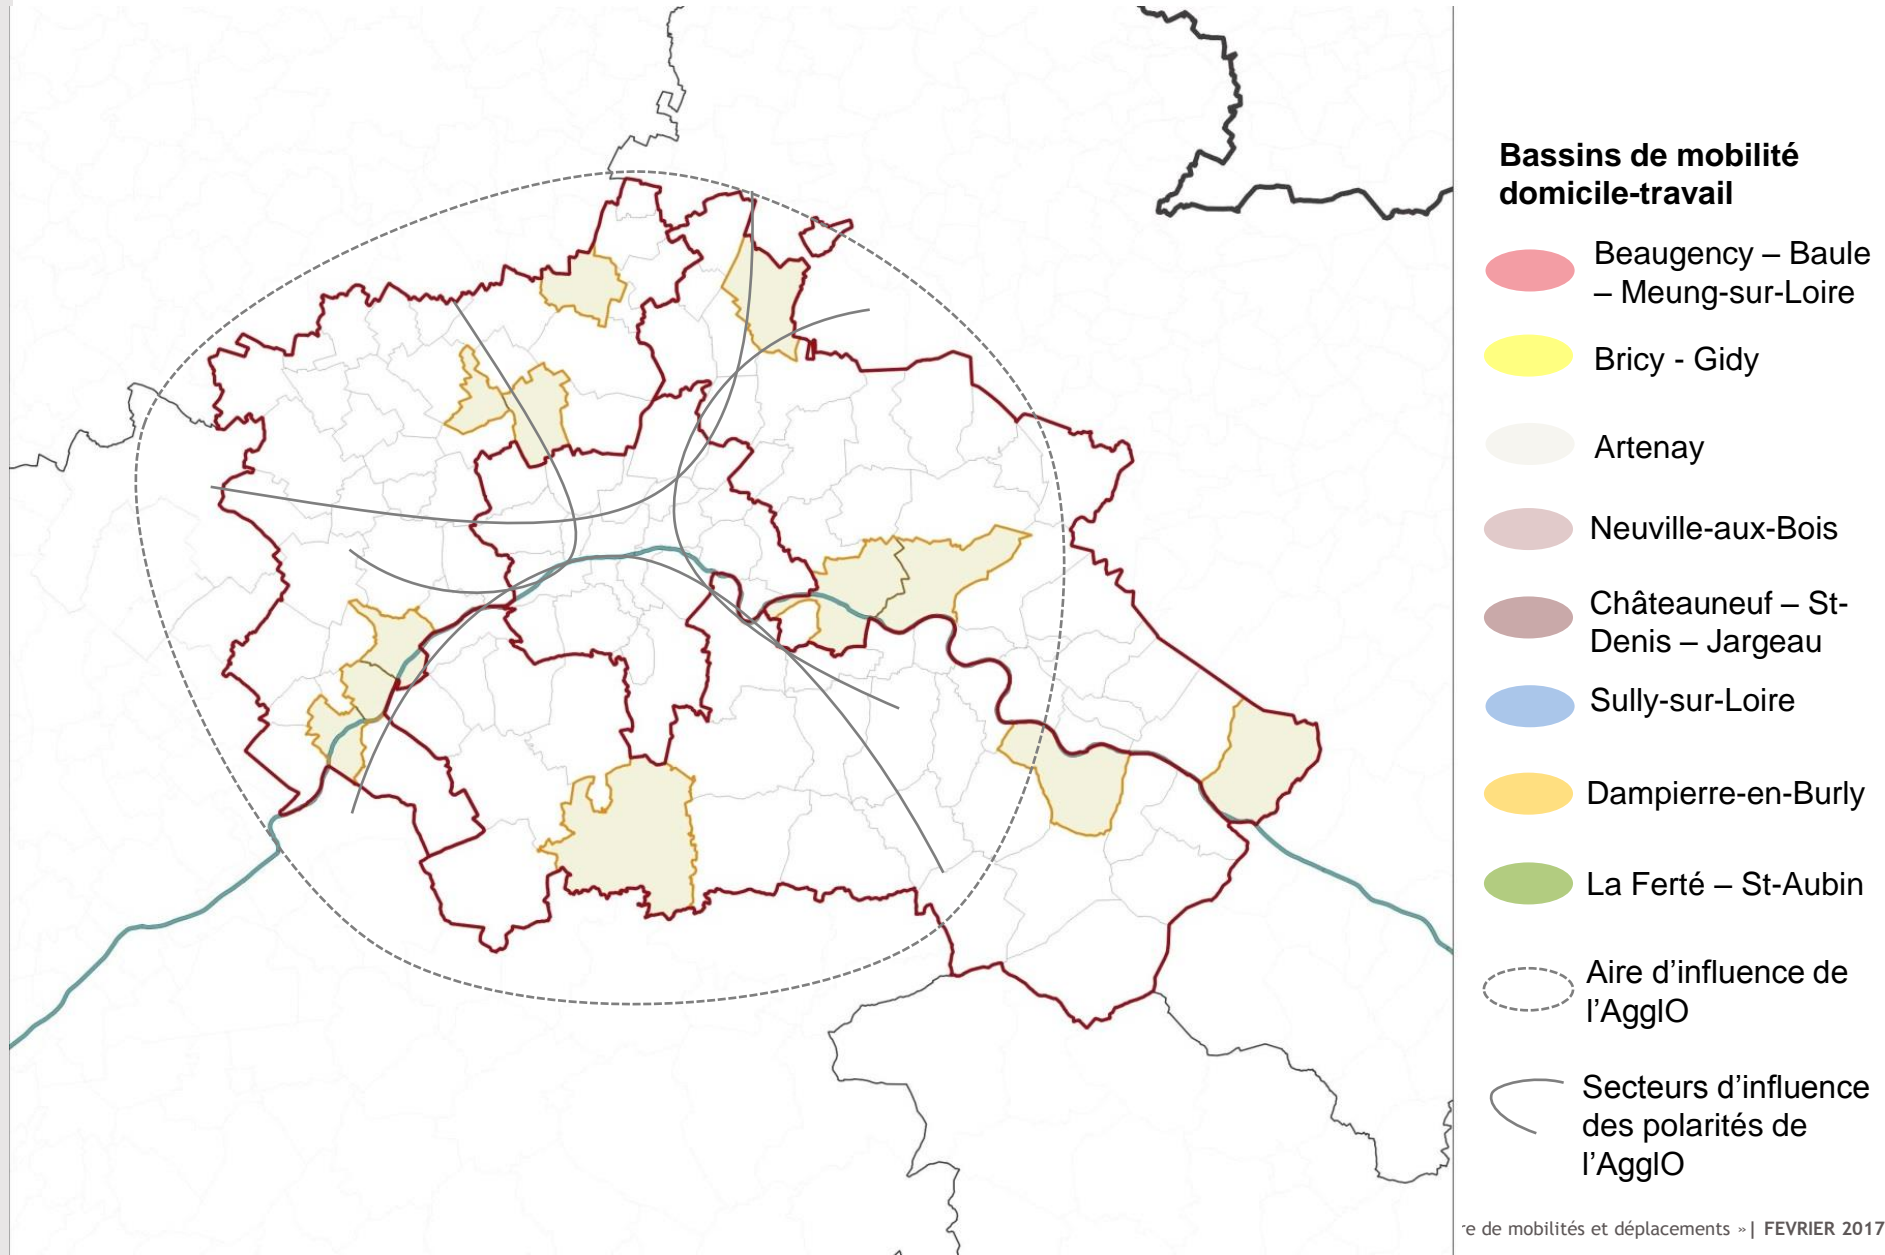 Bassins de mobilité
domicile-travail
Beaugency – Baule
– Meung-sur-Loire
Bricy - Gidy
Artenay
Neuville-aux-Bois
Châteauneuf – St-
Denis – Jargeau
Sully-sur-Loire
Dampierre-en-Burly
La Ferté – St-Aubin
Aire d’influence de
l’AgglO
Secteurs d’influence
des polarités de
l’AgglO
re de mobilités et déplacements »| FEVRIER 2017